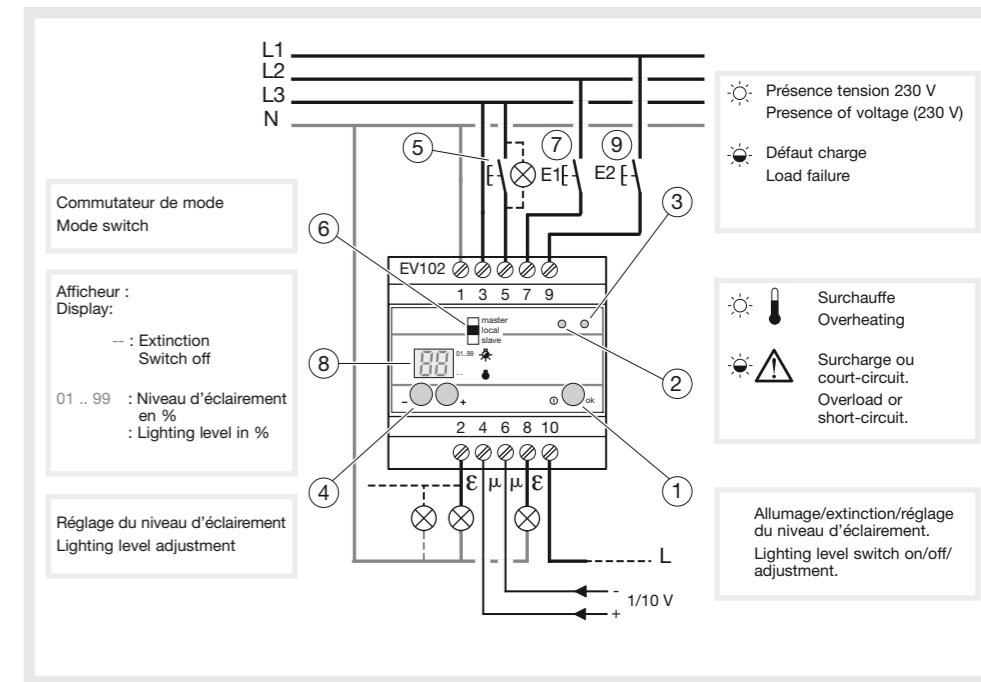 L1
L2
L3
N
5
7
9
E1
E2
3
Présence tension 230 V
Presence of voltage (230 V)
Défaut charge
Load failure
Commutateur de mode
Mode switch
6
EV102
1 3 5 7 9
master
local
slave
Afficheur :
Display:
-- : Extinction
Switch off
01 .. 99 : Niveau d'éclairement
en %
: Lighting level in %
8
88
01..99
--
2
- +
ok
Surchauffe
Overheating
Surcharge ou
court-circuit.
Overload or
short-circuit.
2 4 6 8 10
4
ε μ μ ε
1
Réglage du niveau d'éclairement
Lighting level adjustment
L
-
1/10 V
+
Allumage/extinction/réglage
du niveau d'éclairement.
Lighting level switch on/off/
adjustment.